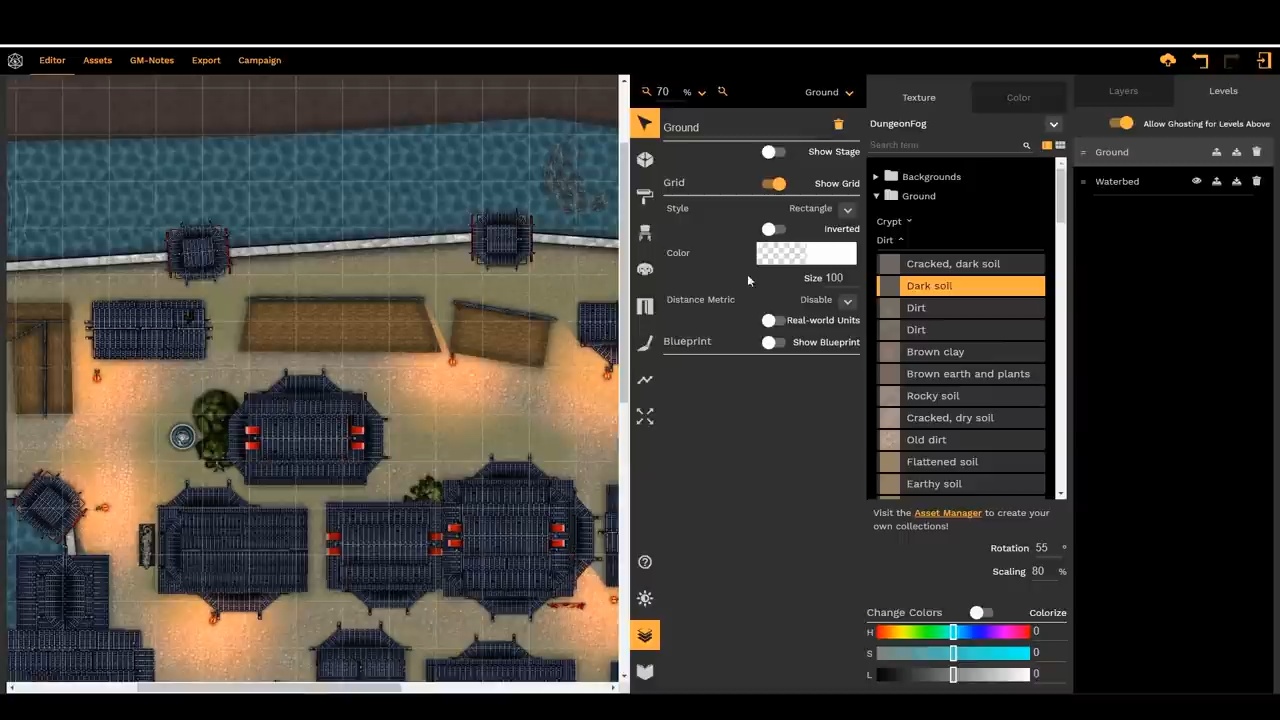 Editor
Assets
GM-Notes
Export
Campaign
70 %
Ground
Ground
Show Stage
Grid
Show Grid
Style
Rectangle
Inverted
Color
Size 100
Distance Metric
Disable
Real-world Units
Blueprint
Show Blueprint
Texture
Color
DungeonFog
Search term
Backgrounds
Ground
Crypt
Dirt
Cracked, dark soil
Dark soil
Dirt
Dirt
Brown clay
Brown earth and plants
Rocky soil
Cracked, dry soil
Old dirt
Flattened soil
Earthy soil
Visit the Asset Manager to create your
own collections!
Rotation 55 °
Scaling 80 %
Change Colors
Colorize
H 0
S 0
L 0
Layers
Levels
Allow Ghosting for Levels Above
Ground
Waterbed